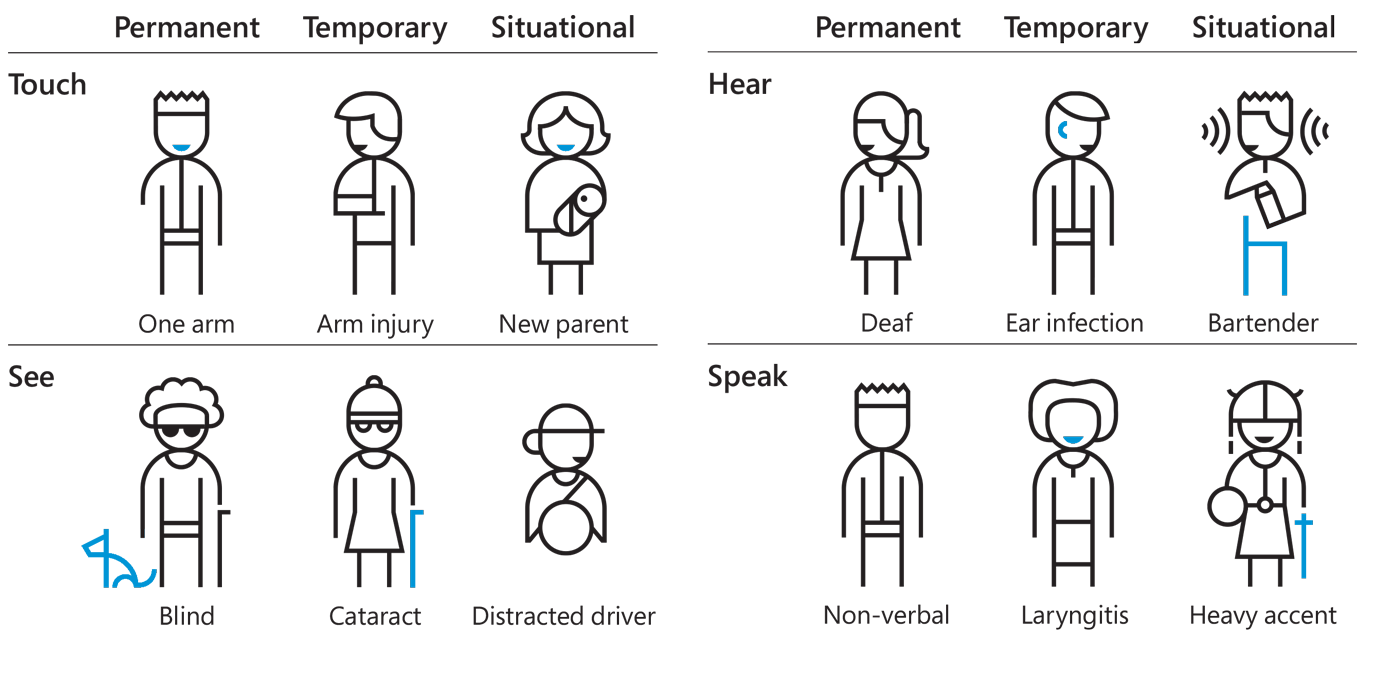 Permanent Temporary Situational
Touch
One arm Arm injury New parent
See
Blind Cataract Distracted driver
Permanent Temporary Situational
Hear
Deaf Ear infection Bartender
Speak
Non-verbal Laryngitis Heavy accent